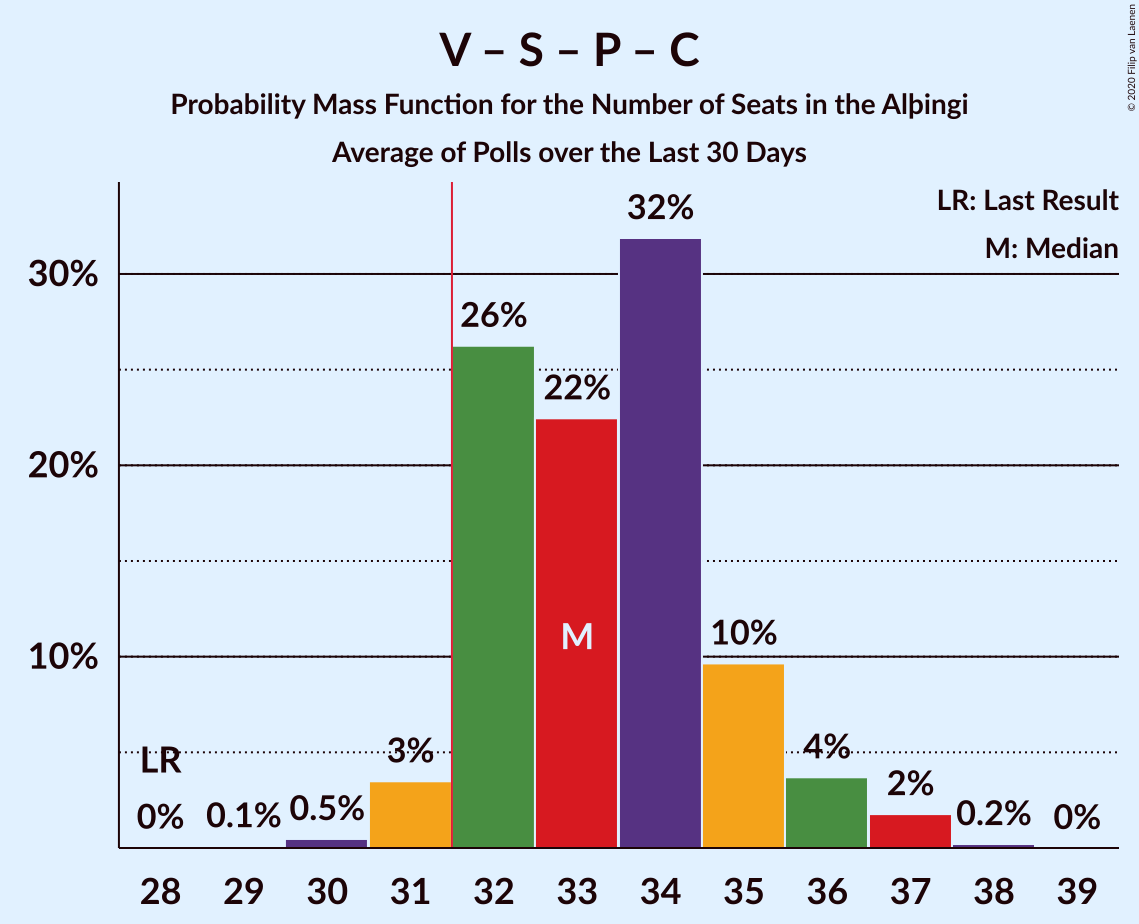 V – S – P – C
Probability Mass Function for the Number of Seats in the Alþingi
Average of Polls over the Last 30 Days
© 2020 Filip van Laenen
LR: Last Result
M: Median
30%
20%
10%
LR
0%
0.1%
0.5%
3%
26%
22%
M
32%
10%
4%
2%
0.2%
0%
28 29 30 31 32 33 34 35 36 37 38 39